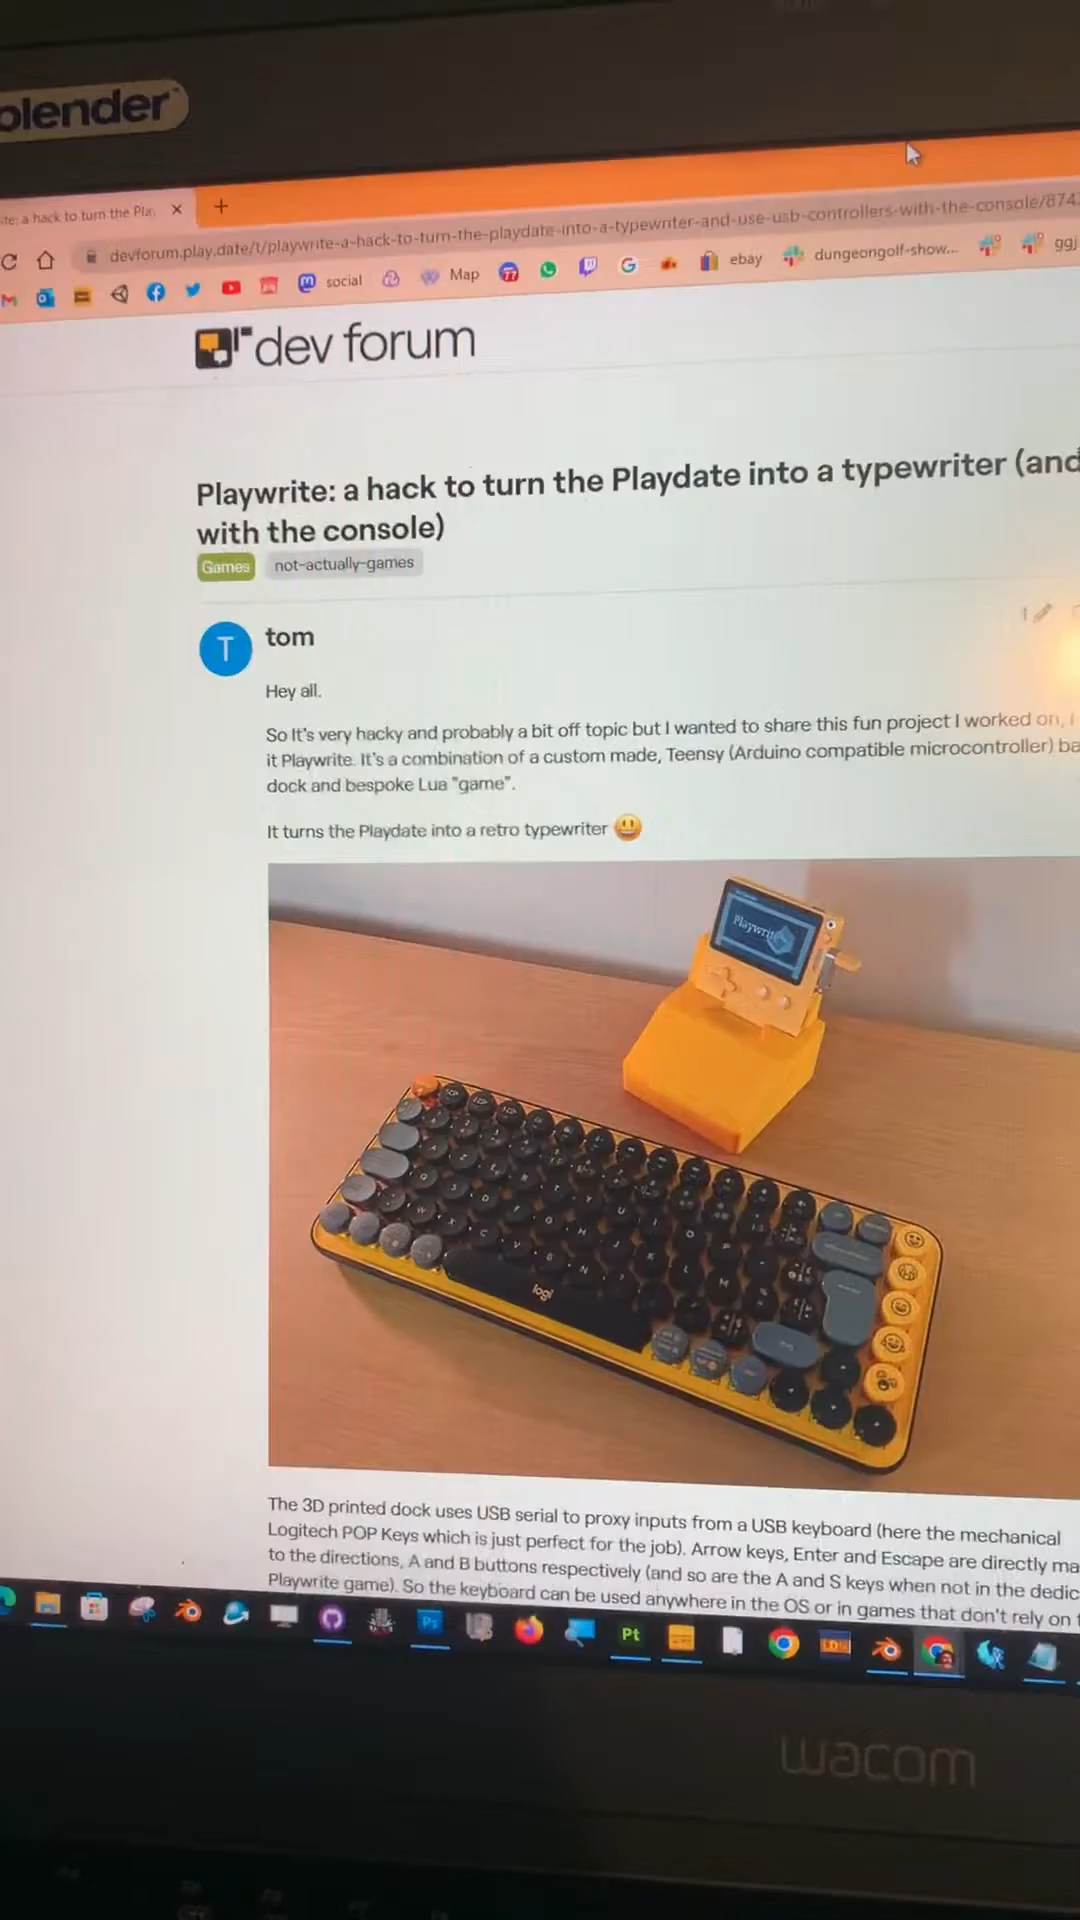 blender
ite: a hack to turn the Pla
devforum.play.date/t/playwrite-a-hack-to-turn-the-playdate-into-a-typewriter-and-use-usb-controllers-with-the-console/874
social
Map
ebay
dungeongolf-show...
ggj
dev forum
Playwrite: a hack to turn the Playdate into a typewriter (and
with the console)
Games
not-actually-games
T
tom
1
Hey all.
So It's very hacky and probably a bit off topic but I wanted to share this fun project I worked on, I
it Playwrite. It's a combination of a custom made, Teensy (Arduino compatible microcontroller) ba
dock and bespoke Lua "game".
It turns the Playdate into a retro typewriter
Playwrite
logi
The 3D printed dock uses USB serial to proxy inputs from a USB keyboard (here the mechanical
Logitech POP Keys which is just perfect for the job). Arrow keys, Enter and Escape are directly ma
to the directions, A and B buttons respectively (and so are the A and S keys when not in the dedic
Playwrite game). So the keyboard can be used anywhere in the OS or in games that don't rely on
Ps
Pt
wacom